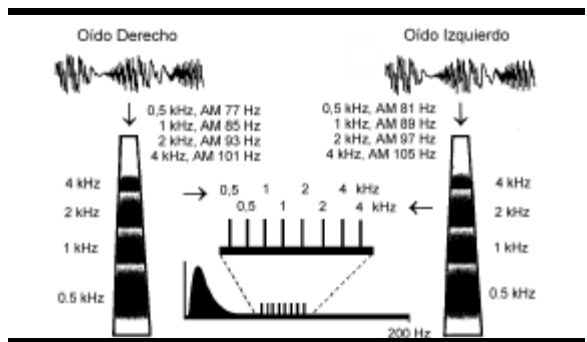 Oído Derecho
Oído Izquierdo
0,5 kHz, AM 77 Hz
1 kHz, AM 85 Hz
2 kHz, AM 93 Hz
4 kHz, AM 101 Hz
0,5 kHz, AM 81 Hz
1 kHz, AM 89 Hz
2 kHz, AM 97 Hz
4 kHz, AM 105 Hz
4 kHz
2 kHz
1 kHz
0.5 kHz
0,5 1 2 4 kHz
0,5 1 2 4 kHz
4 kHz
2 kHz
1 kHz
0.5 kHz
200 Hz